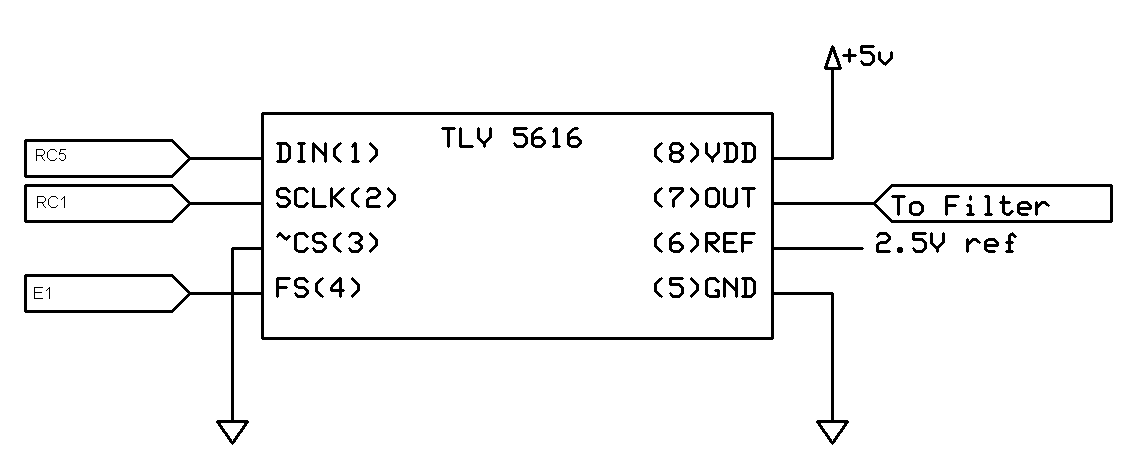 +5v
TLV 5616
RC5
DIN(1)
(8)VDD
RC1
SCLK(2)
(7)OUT
To Filter
~CS(3)
(6)REF
2.5V ref
E1
FS(4)
(5)GND